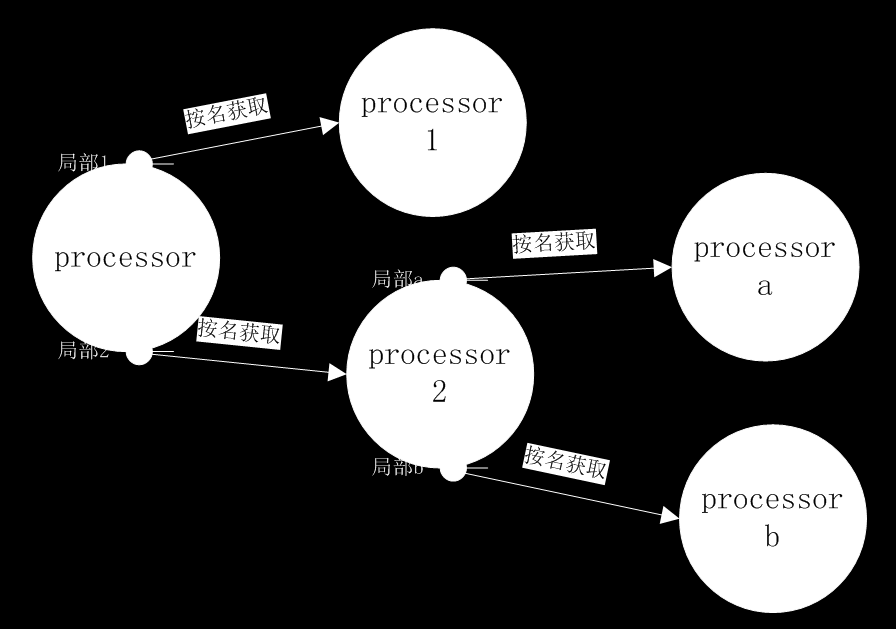 processor
1
按名获取
局部1
processor
a
按名获取
processor
局部a
按名获取
局部2
processor
2
按名获取
局部b
processor
b